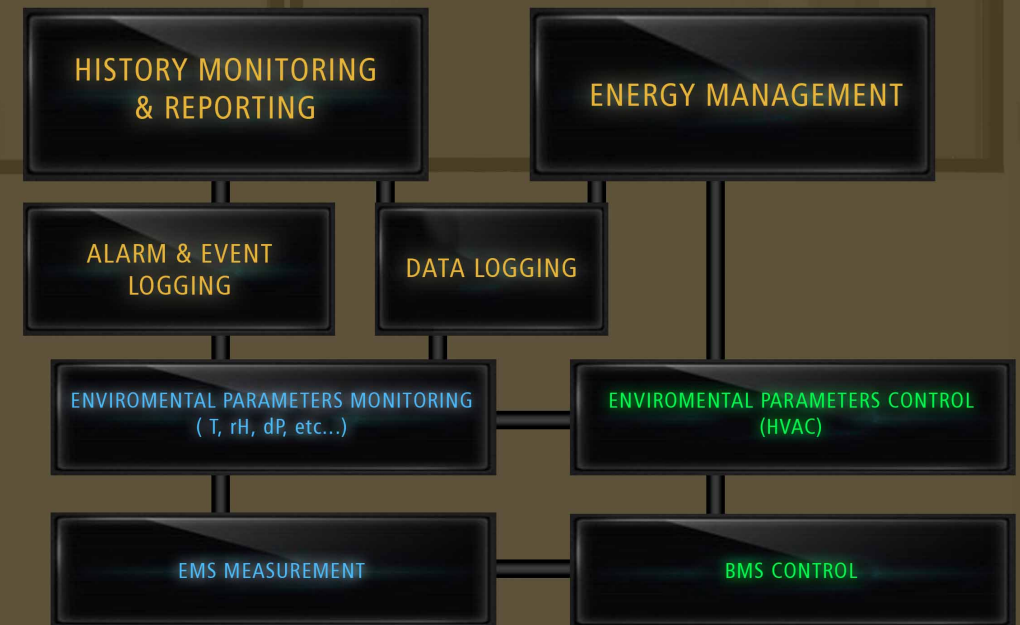 HISTORY MONITORING
& REPORTING
ENERGY MANAGEMENT
ALARM & EVENT
LOGGING
DATA LOGGING
ENVIROMENTAL PARAMETERS MONITORING
( T, rH, dP, etc...)
ENVIROMENTAL PARAMETERS CONTROL
(HVAC)
EMS MEASUREMENT
BMS CONTROL